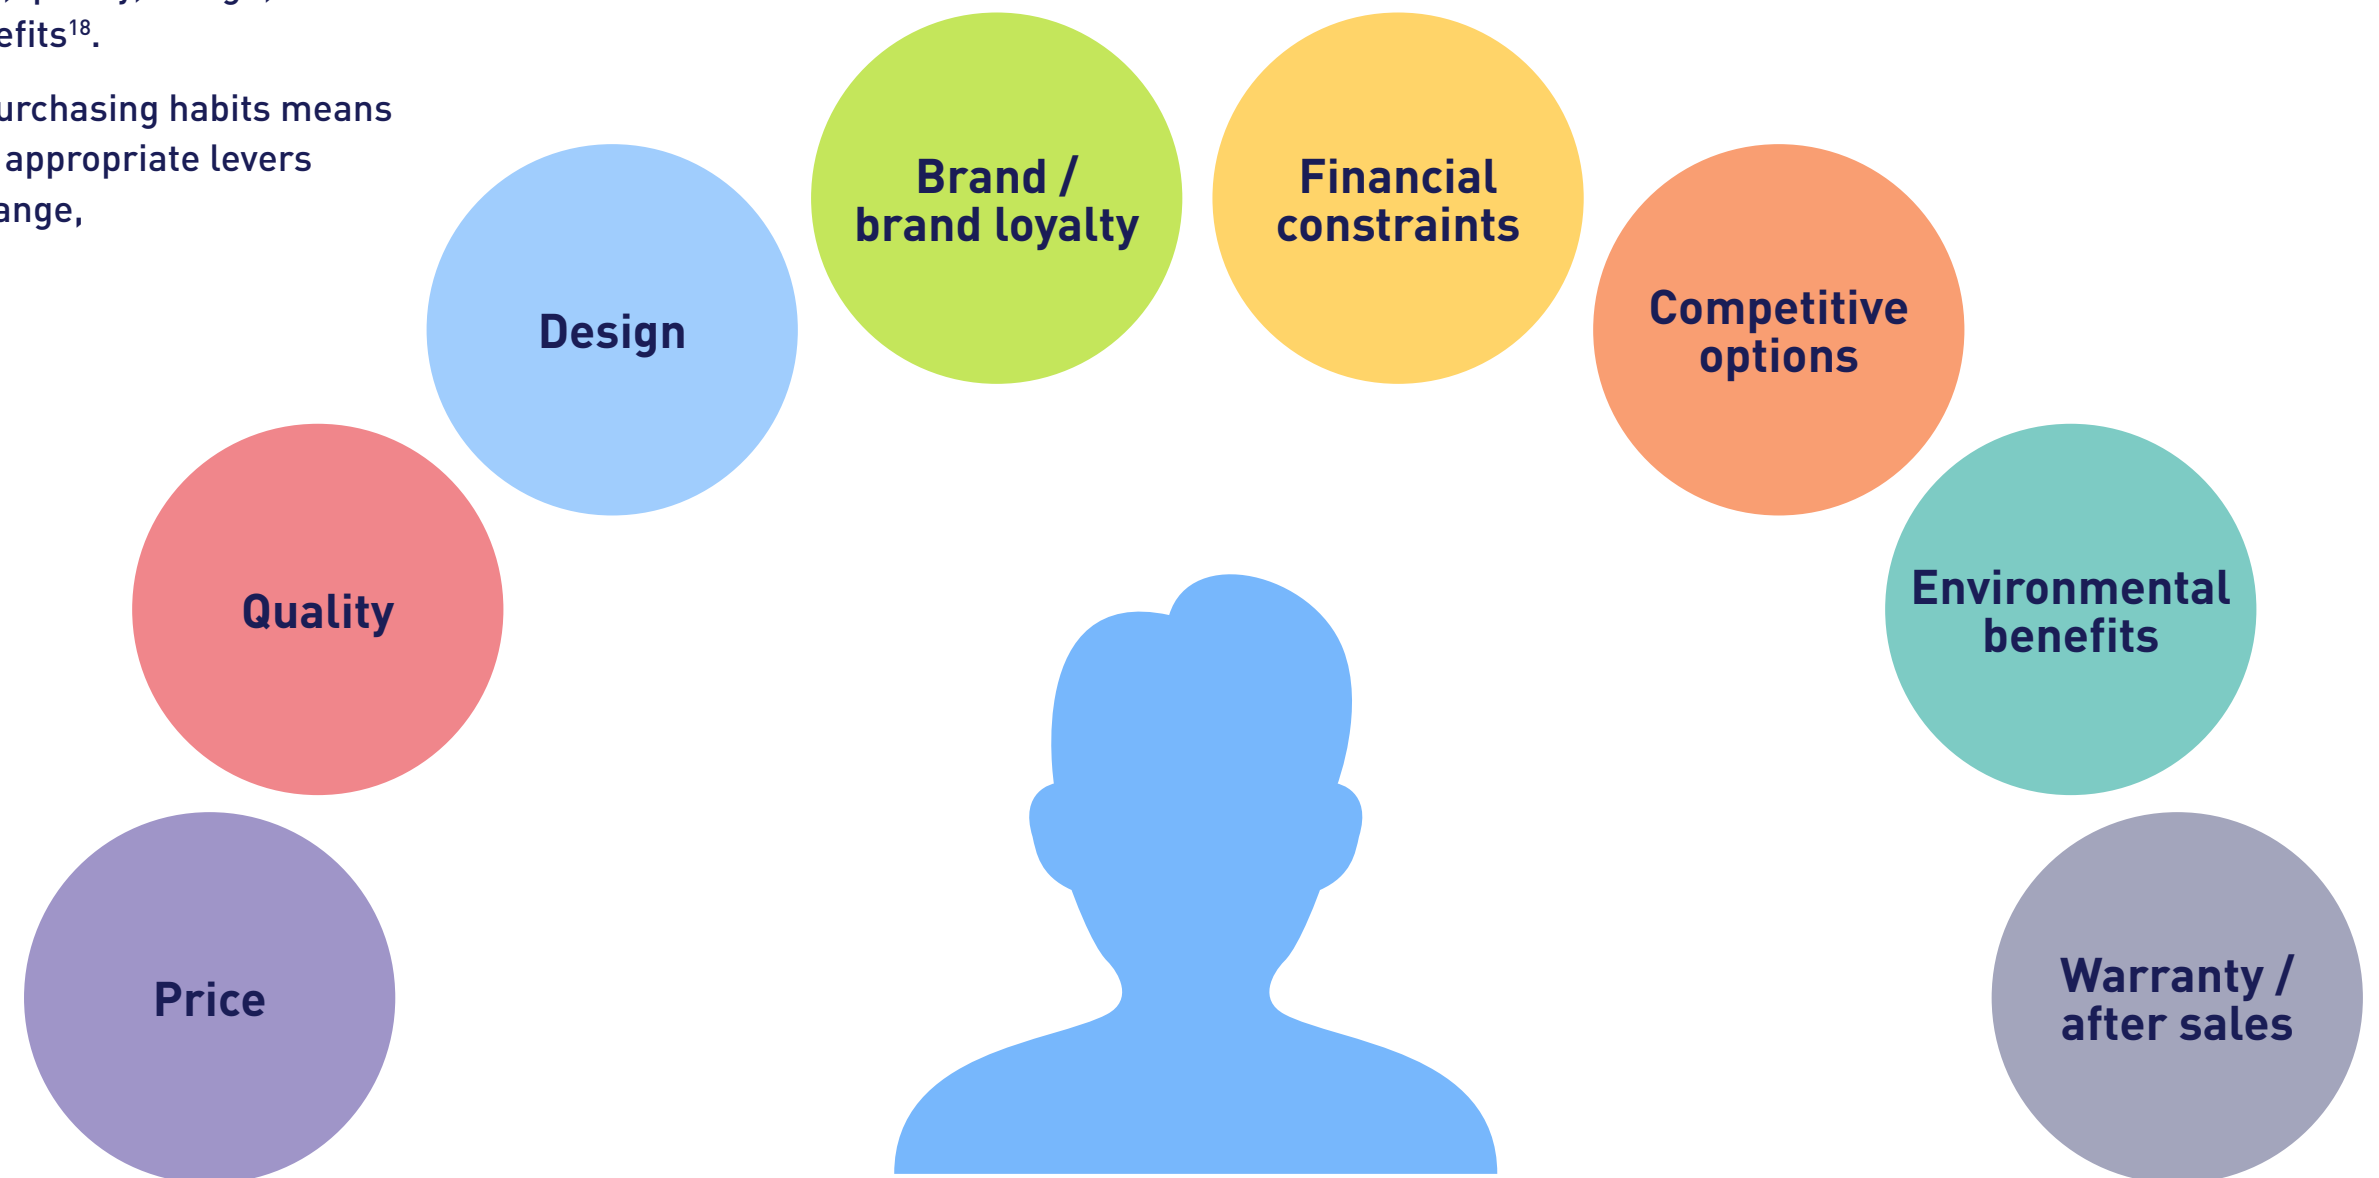 efits¹⁸.
urchasing habits means
appropriate levers
ange,
Brand /
brand loyalty
Financial
constraints
Design
Competitive
options
Quality
Environmental
benefits
Price
Warranty /
after sales